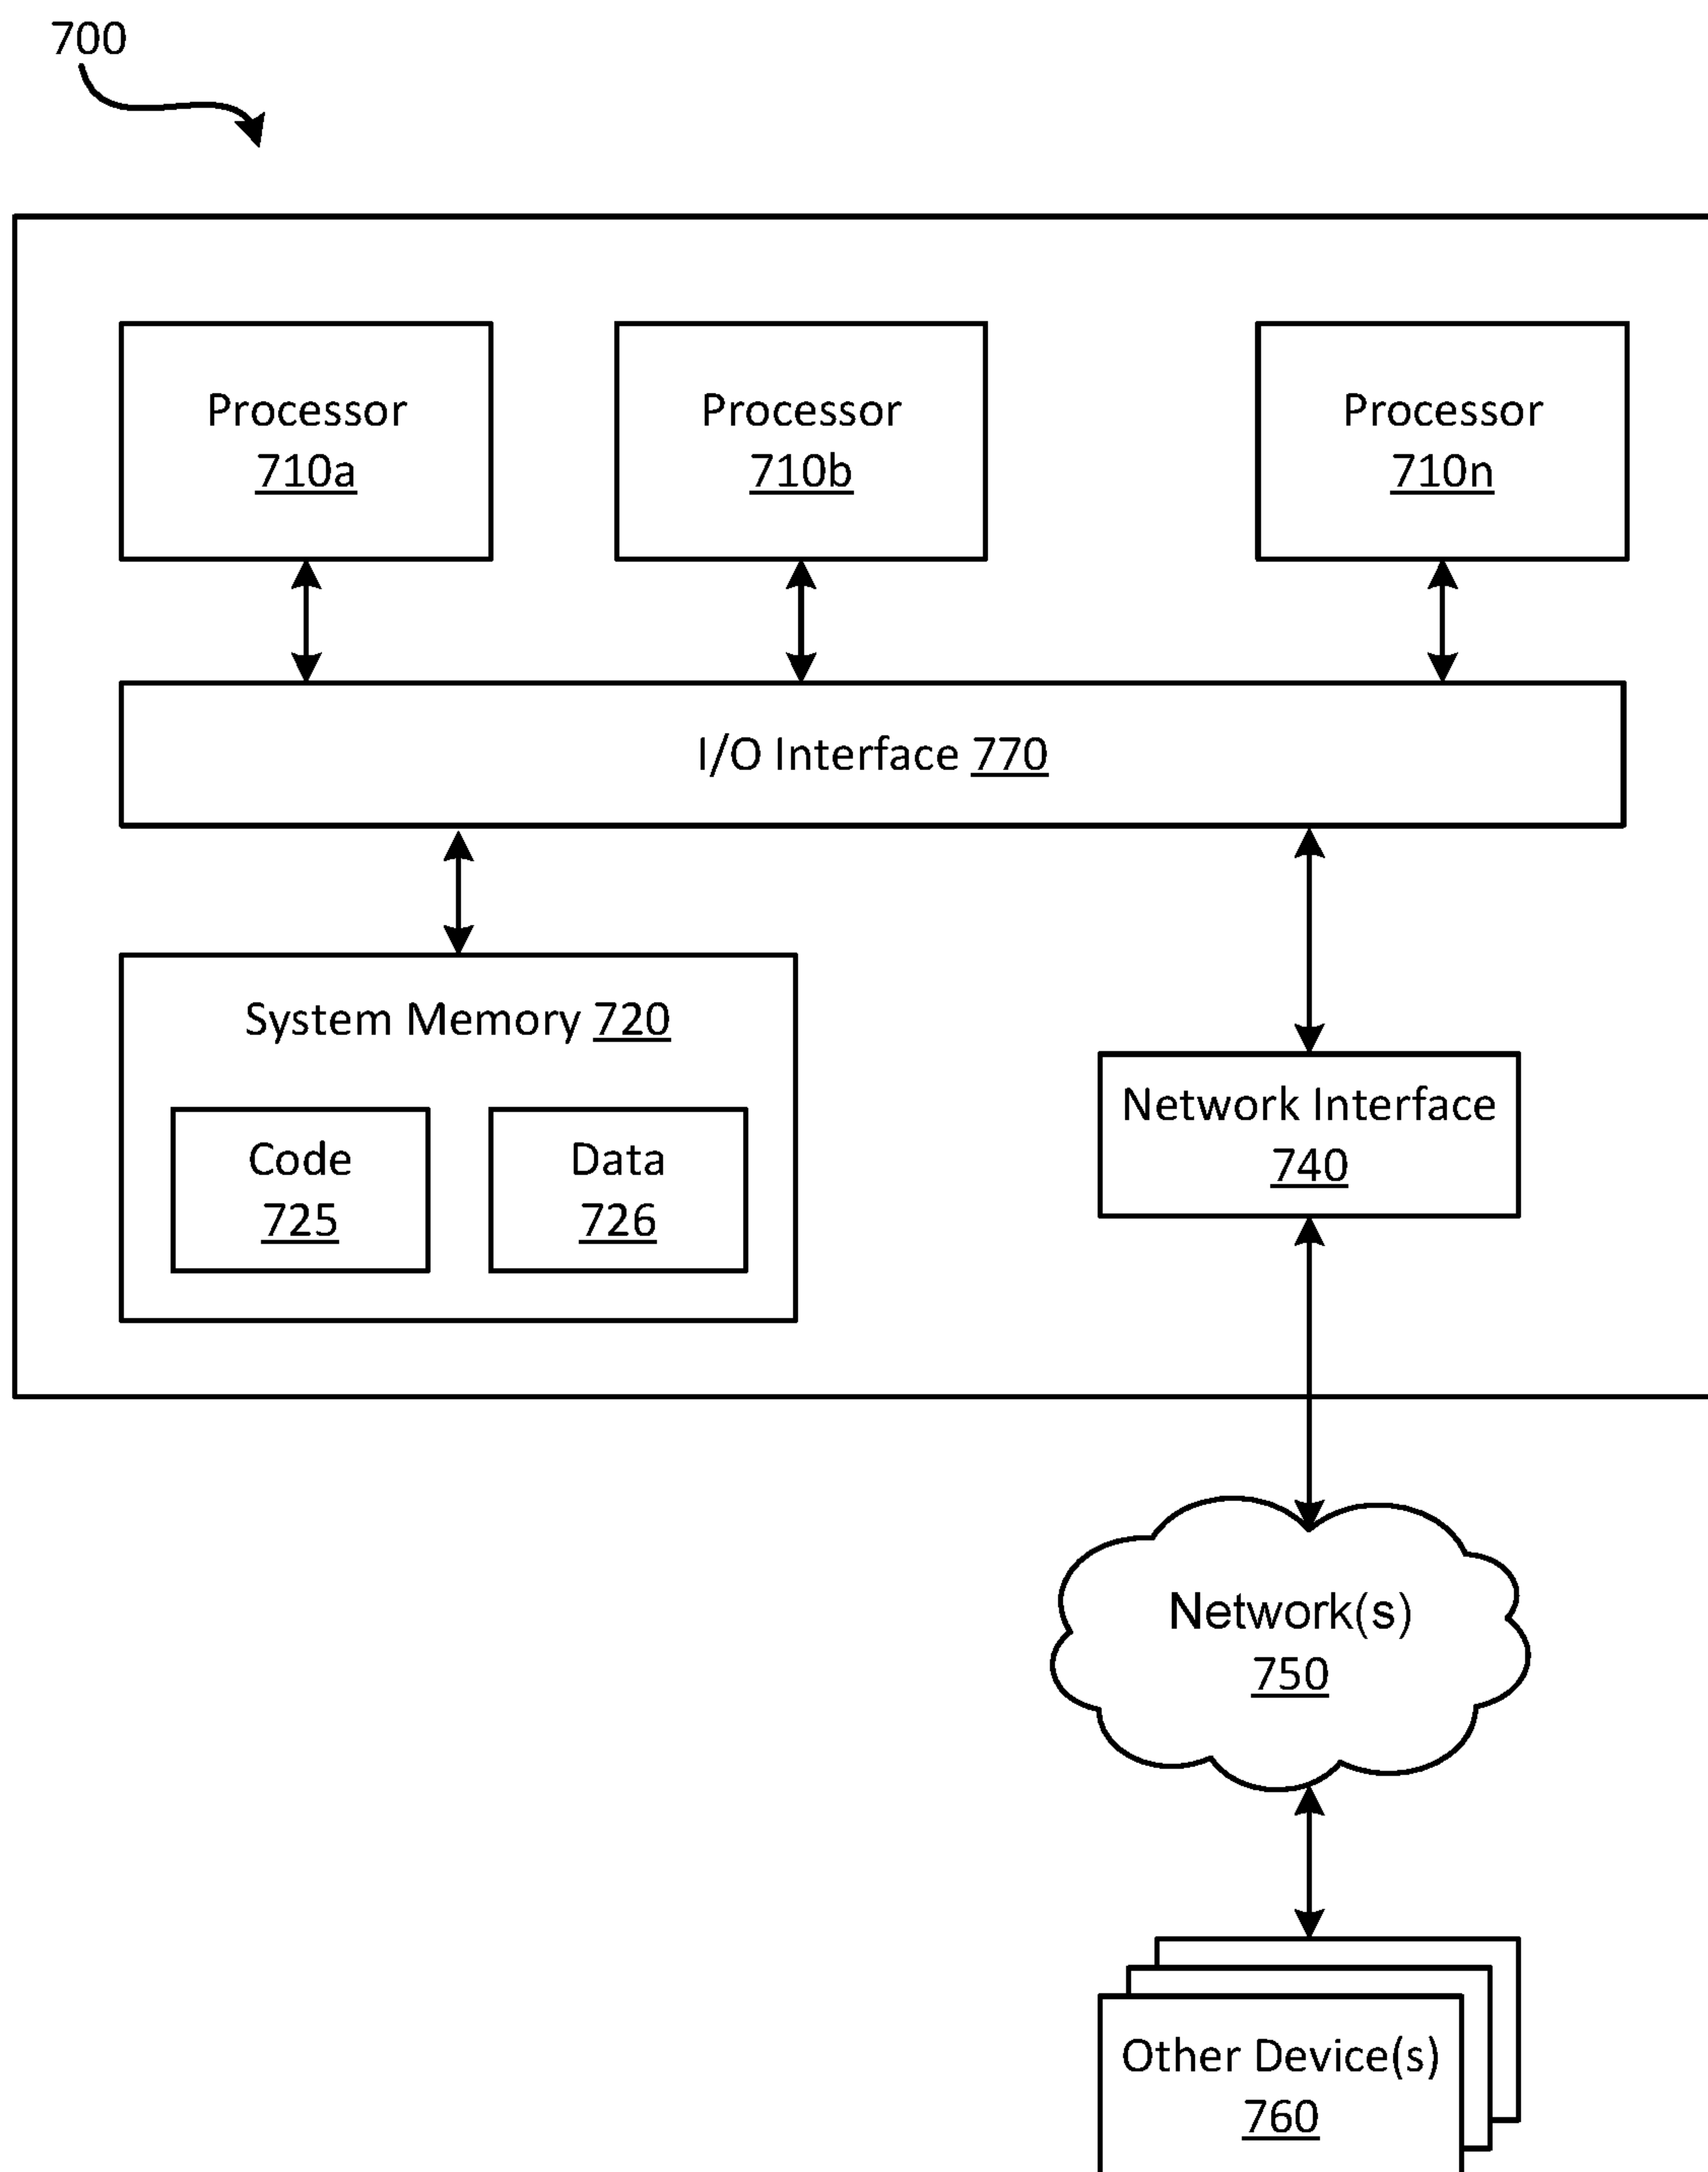 700
Processor
710a
Processor
710b
Processor
710n
I/O Interface 770
System Memory 720
Code
725
Data
726
Network Interface
740
Network(s)
750
Other Device(s)
760